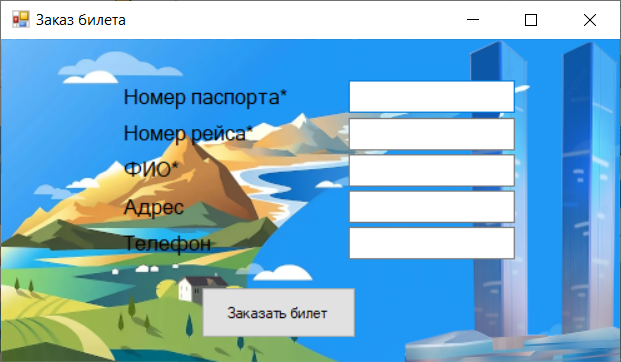 Заказ билета
Номер паспорта*
Номер рейса*
ФИО*
Адрес
Телефон
Заказать билет